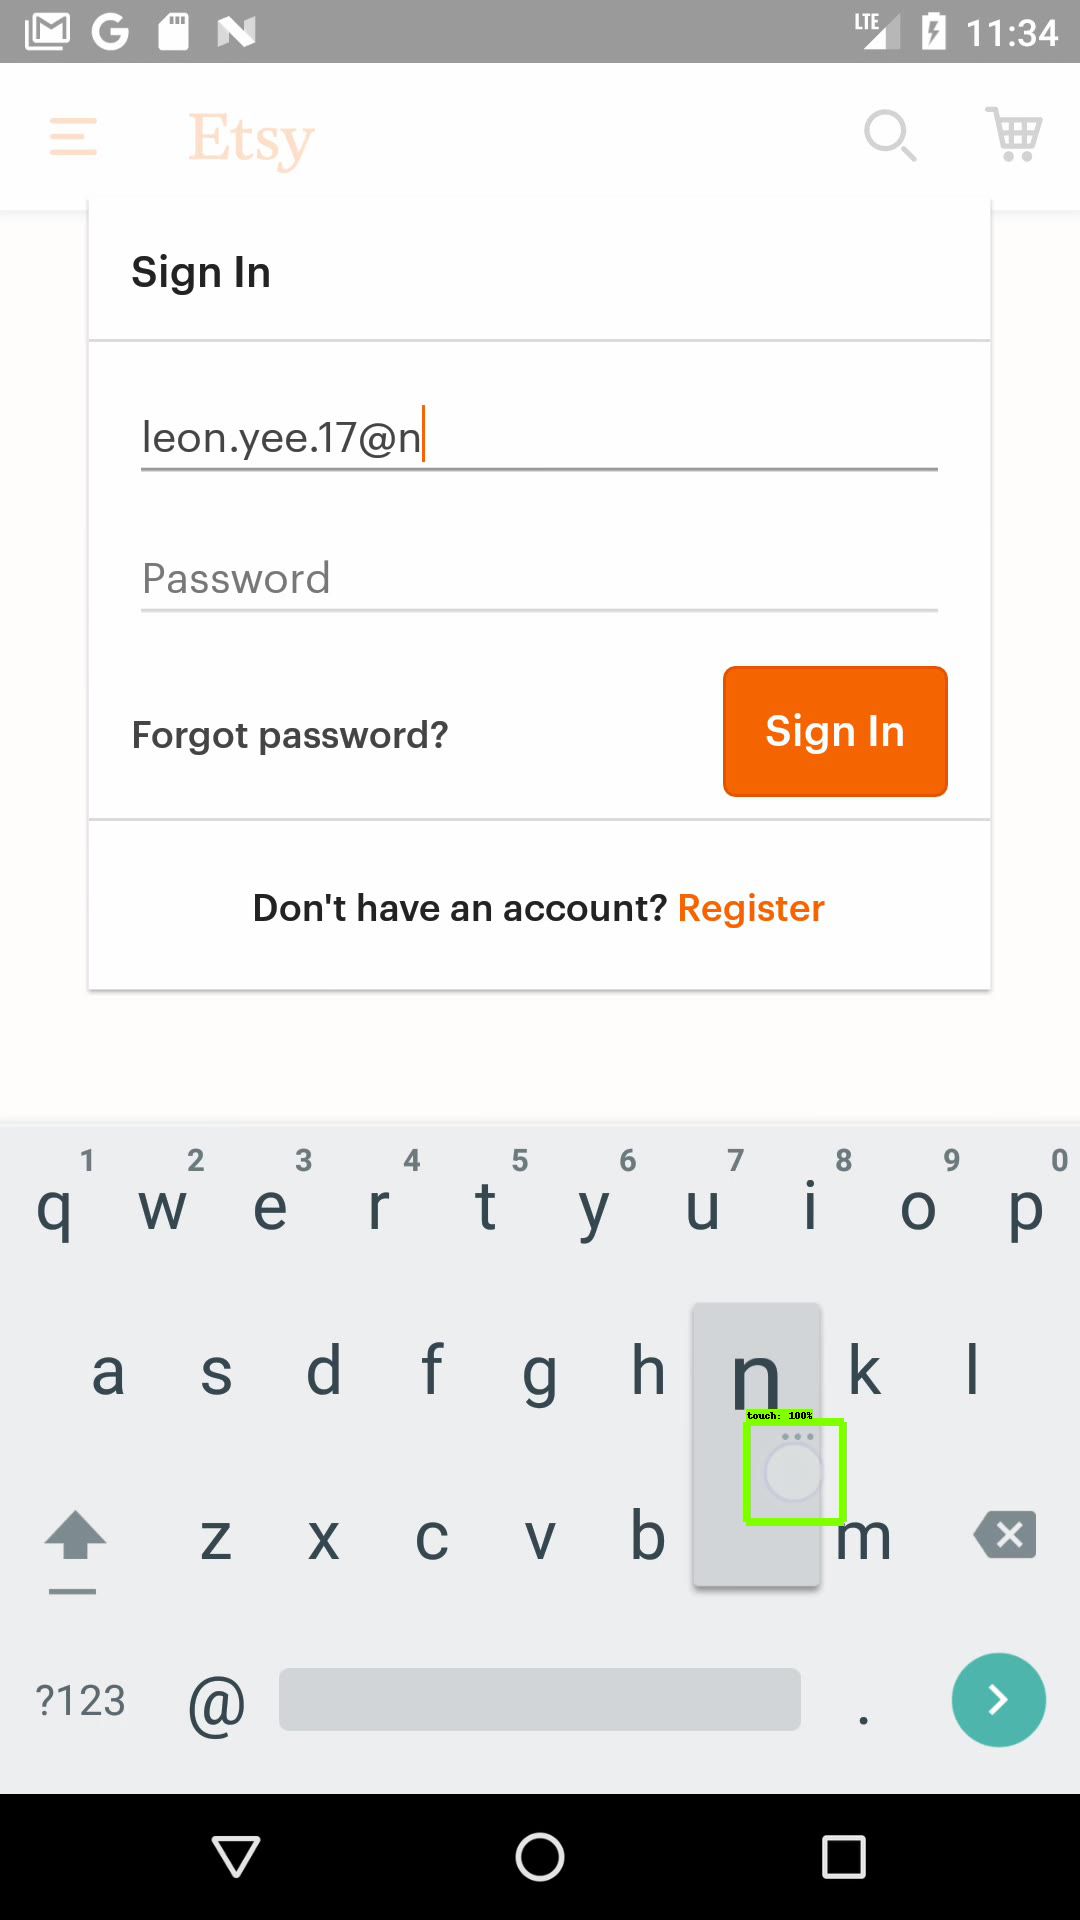 LTE 11:34
Etsy
Sign In
leon.yee.17@n
Password
Forgot password? Sign In
Don't have an account? Register
1 2 3 4 5 6 7 8 9 0
q w e r t y u i o p
a s d f g h n k l
touch: 100%
z x c v b m
?123 @ .